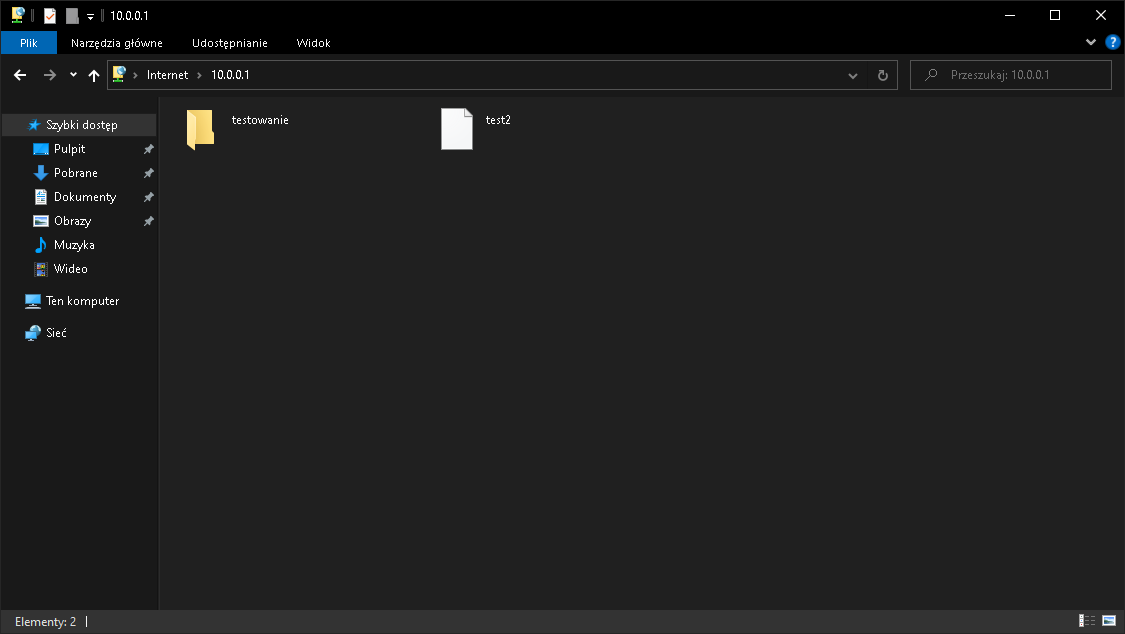 10.0.0.1
Plik Narzędzia główne Udostępnianie Widok
Internet 10.0.0.1 Przeszukaj: 10.0.0.1
testowanie test2
Szybki dostęp
Pulpit
Pobrane
Dokumenty
Obrazy
Muzyka
Wideo
Ten komputer
Sieć
Elementy: 2